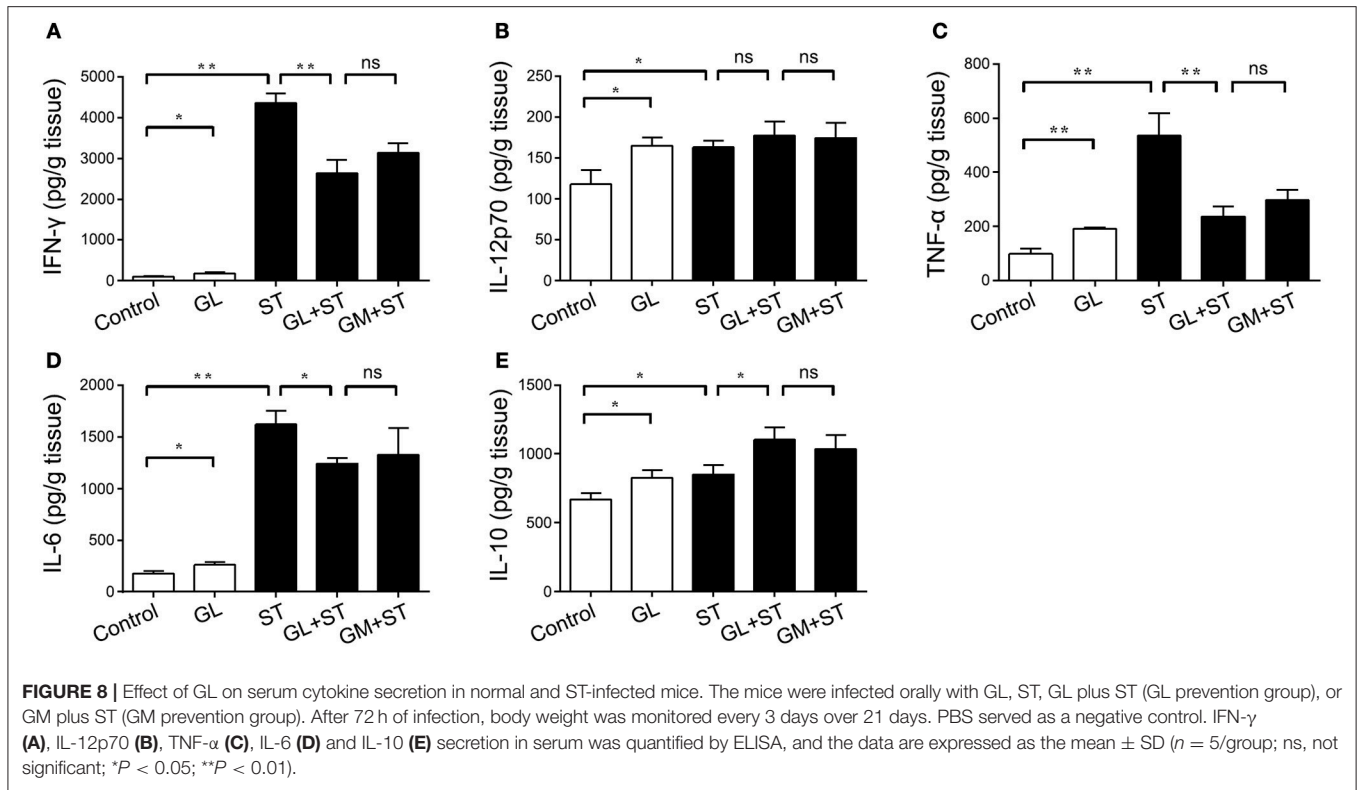 A
IFN-γ (pg/g tissue)
5000
4000
3000
2000
1000
0
** ** ns
*
Control GL ST GL+ST GM+ST
B
IL-12p70 (pg/g tissue)
250
200
150
100
50
0
* ns ns
*
Control GL ST GL+ST GM+ST
C
TNF-α (pg/g tissue)
800
600
400
200
0
** ** ns
**
Control GL ST GL+ST GM+ST
D
IL-6 (pg/g tissue)
2000
1500
1000
500
0
** * ns
*
Control GL ST GL+ST GM+ST
E
IL-10 (pg/g tissue)
1500
1000
500
0
* * ns
*
Control GL ST GL+ST GM+ST
FIGURE 8 | Effect of GL on serum cytokine secretion in normal and ST-infected mice. The mice were infected orally with GL, ST, GL plus ST (GL prevention group), or
GM plus ST (GM prevention group). After 72 h of infection, body weight was monitored every 3 days over 21 days. PBS served as a negative control. IFN-γ
(A), IL-12p70 (B), TNF-α (C), IL-6 (D) and IL-10 (E) secretion in serum was quantified by ELISA, and the data are expressed as the mean ± SD (n = 5/group; ns, not
significant; *P < 0.05; **P < 0.01).